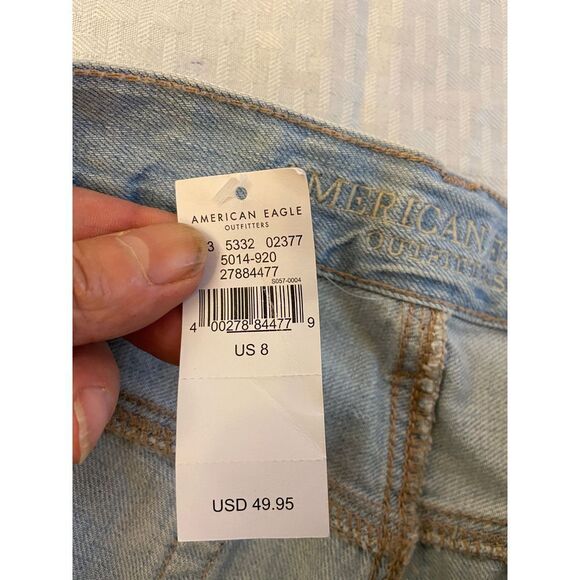 AMERICAN EAGLE
OUTFITTERS
3 5332 02377
5014-920
27884477
S057-0004
4 00278 84477 9
US 8
USD 49.95
AMERICAN
OUTFITTERS